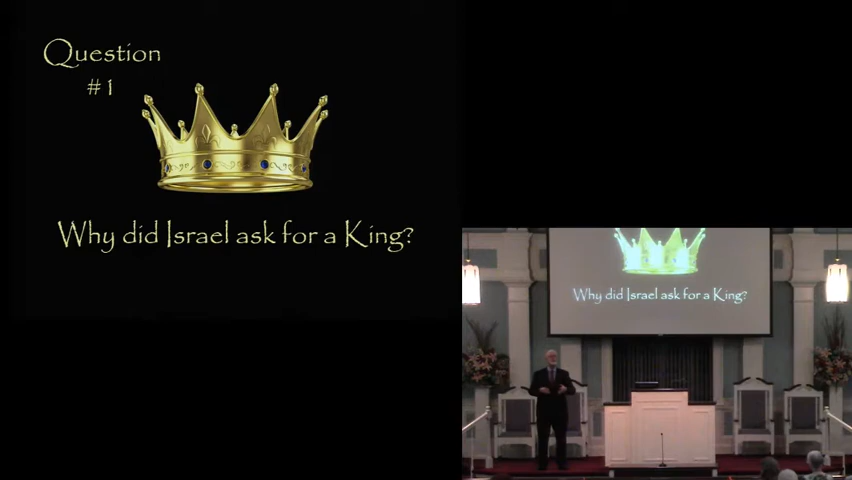 Question
#1
Why did Israel ask for a King?
Why did Israel ask for a King?